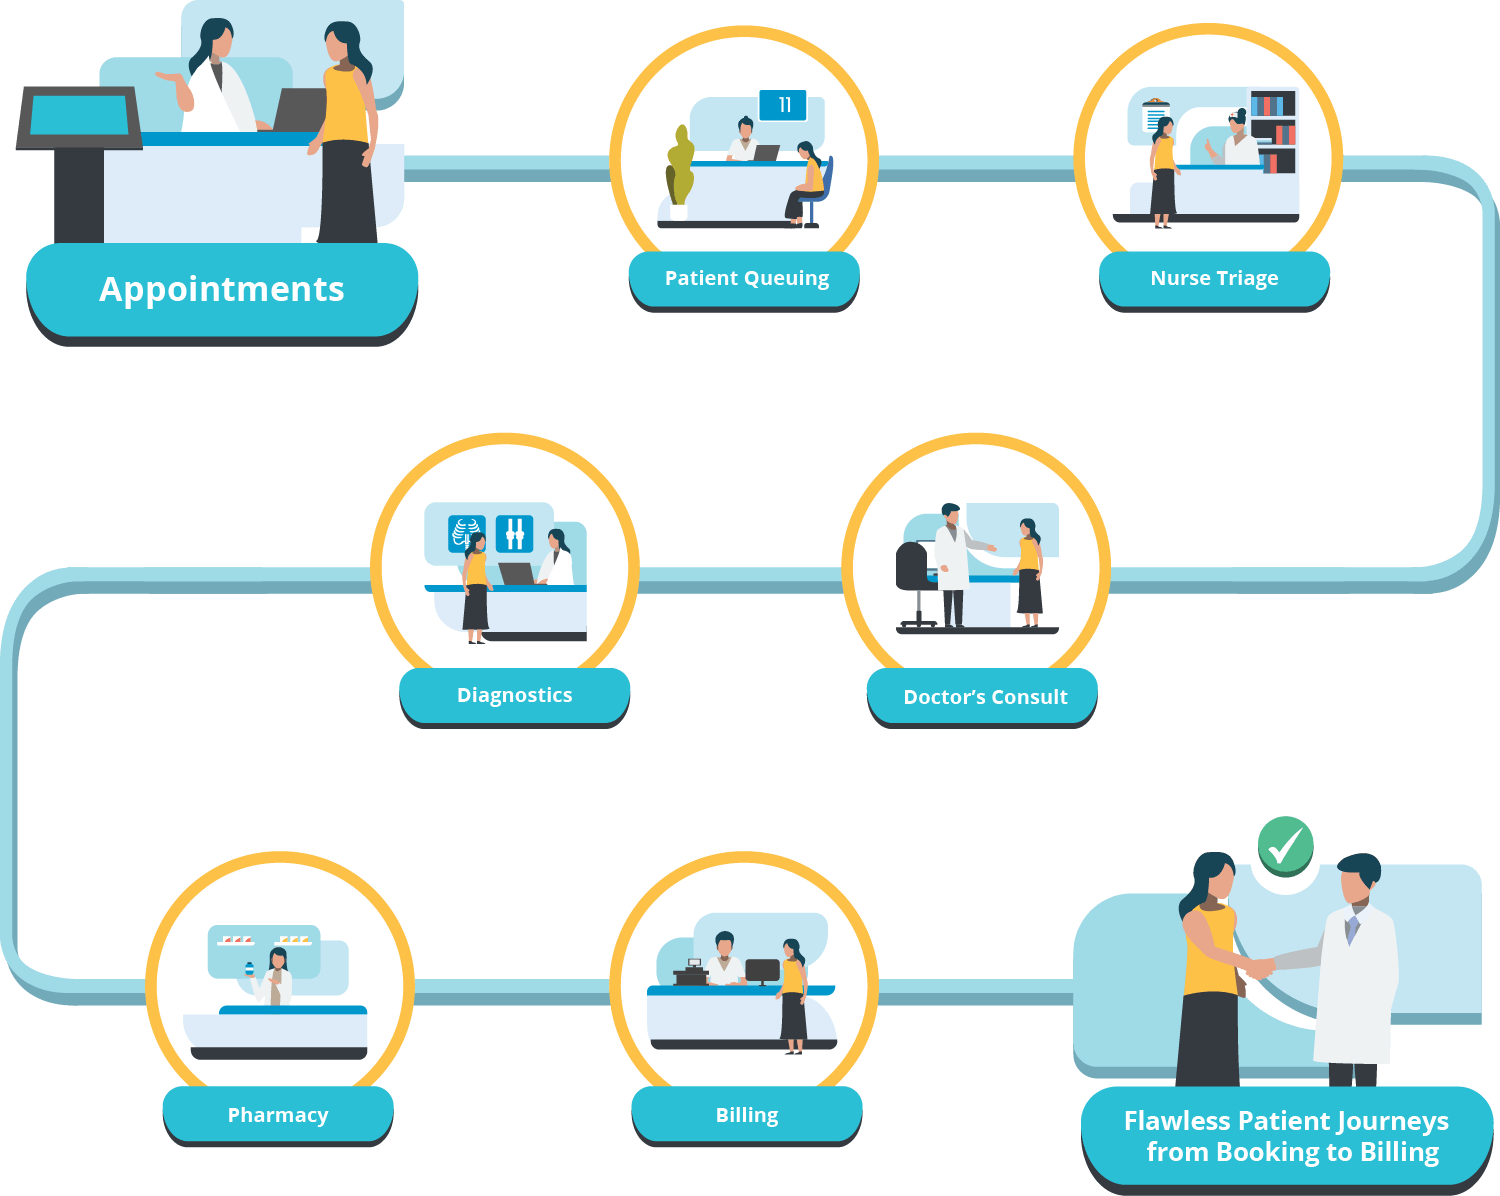 11
Appointments
Patient Queuing
Nurse Triage
Doctor’s Consult
Diagnostics
Pharmacy
Billing
Flawless Patient Journeys
from Booking to Billing